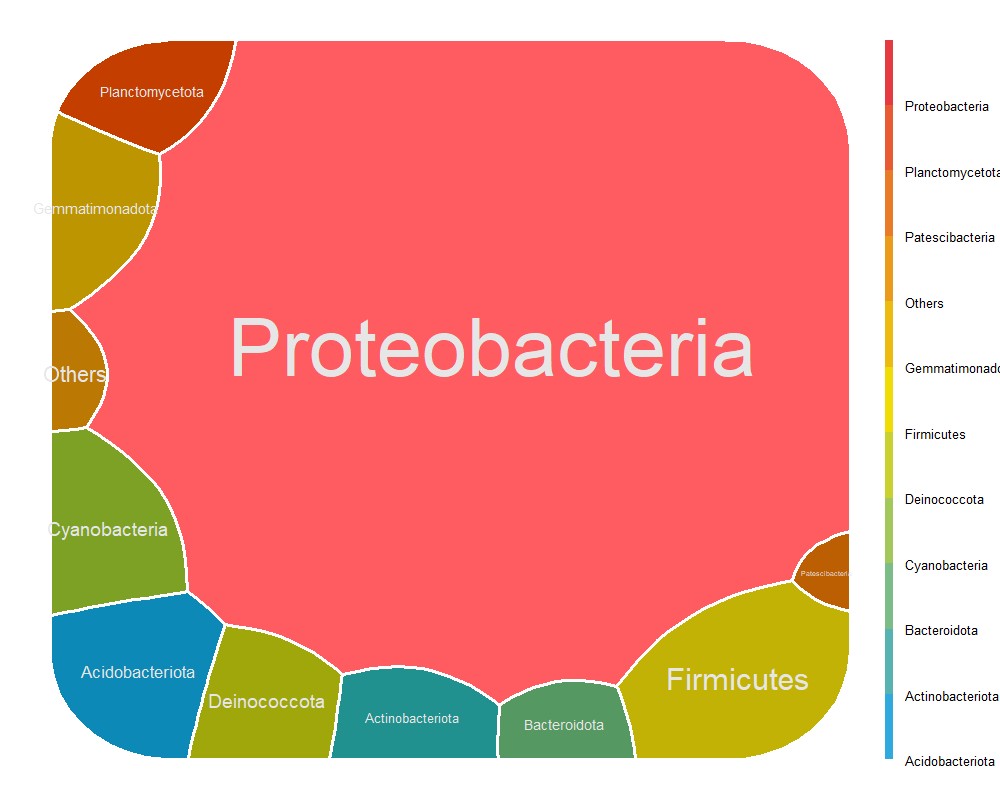 Planctomycetota
Gemmatimonadota
Proteobacteria
Others
Cyanobacteria
Patescibacteria
Acidobacteriota
Firmicutes
Deinococcota
Actinobacteriota
Bacteroidota
Proteobacteria
Planctomycetota
Patescibacteria
Others
Gemmatimonado
Firmicutes
Deinococcota
Cyanobacteria
Bacteroidota
Actinobacteriota
Acidobacteriota